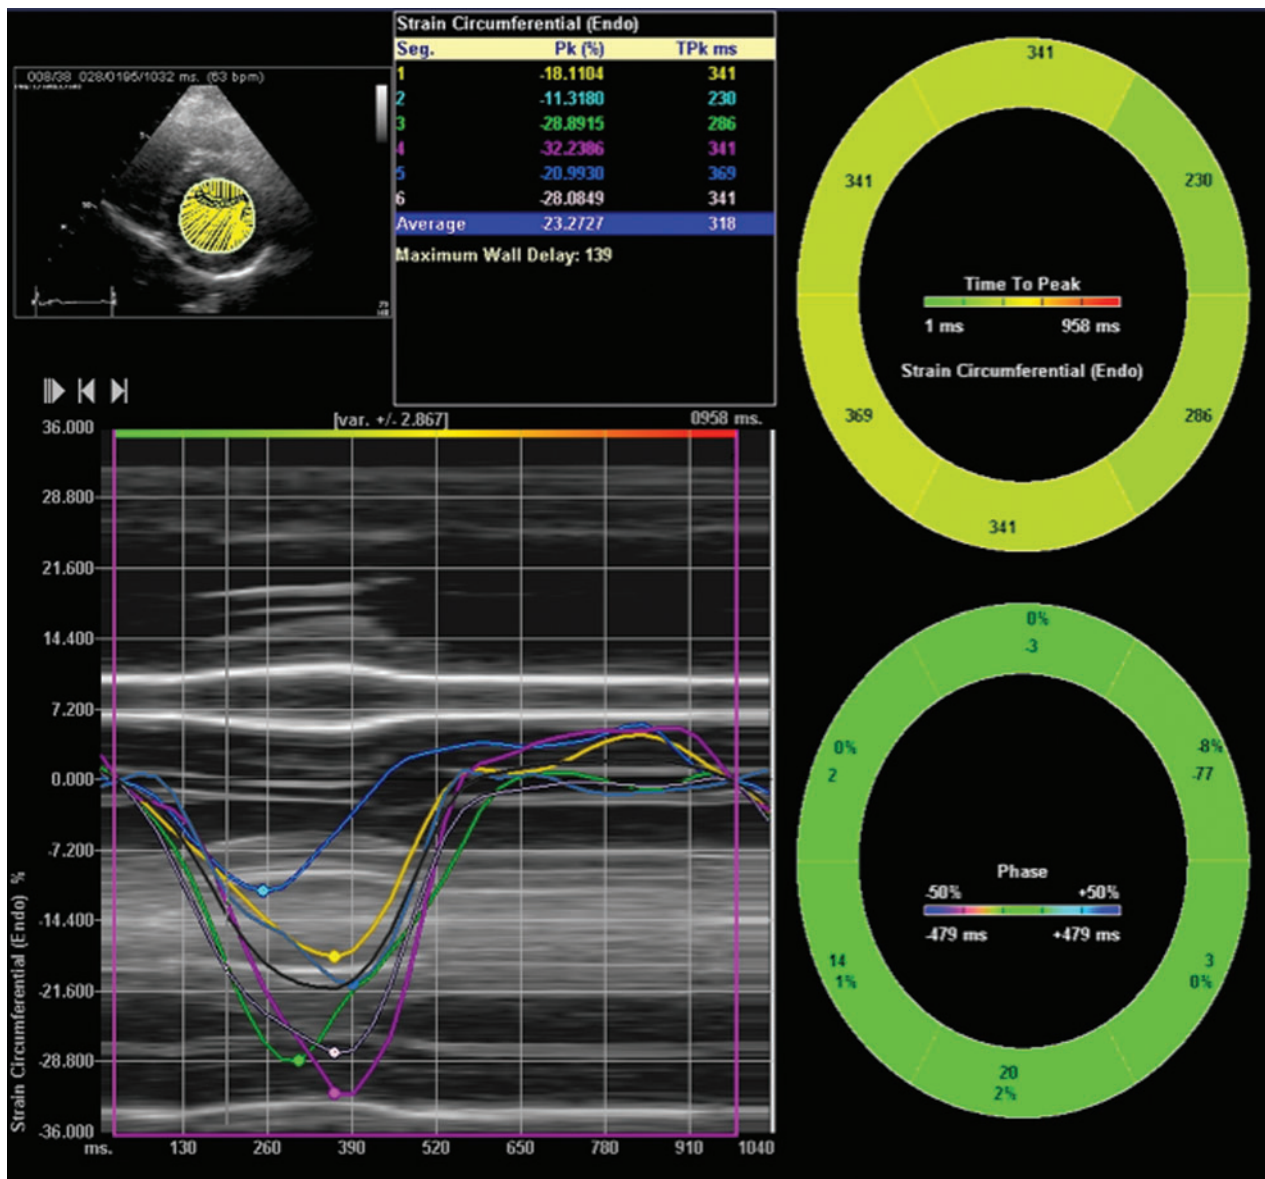 Strain Circumferential (Endo)
Seg. Pk (%) TPk ms
1 -18.1104 341
2 -11.3180 230
3 -28.8915 286
4 -32.2386 341
5 -20.9930 369
6 -28.0849 341
Average -23.2727 318
Maximum Wall Delay: 139
008/38 028/0195/1032 ms. (63 bpm)
341
341
230
Time To Peak
1 ms 958 ms
Strain Circumferential (Endo)
369
286
341
[var. +/- 2.867] 0958 ms.
36.000
28.800
21.600
14.400
7.200
0.000
-7.200
-14.400
-21.600
-28.800
-36.000
Strain Circumferential (Endo) %
ms. 130 260 390 520 650 780 910 1040
0%
-3
0%
2
-8%
-77
Phase
-50% +50%
-479 ms +479 ms
14
1%
3
0%
20
2%